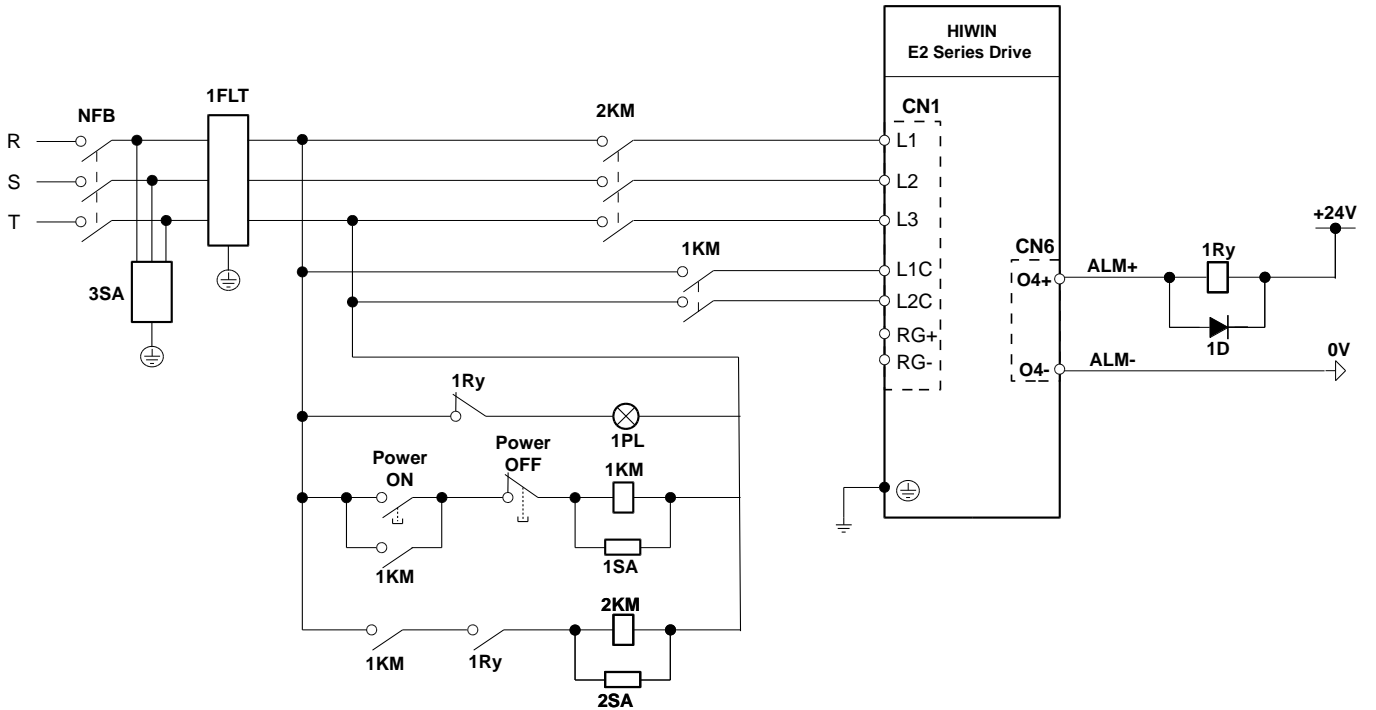 HIWIN
E2 Series Drive
1FLT
NFB
2KM
CN1
R
L1
S
L2
T
L3
+24V
1KM
CN6
1Ry
3SA
L1C
O4+
ALM+
L2C
RG+
1D
RG-
O4-
ALM-
0V
1Ry
1PL
Power
ON
Power
OFF
1KM
1KM
1SA
2KM
1KM
1Ry
2SA